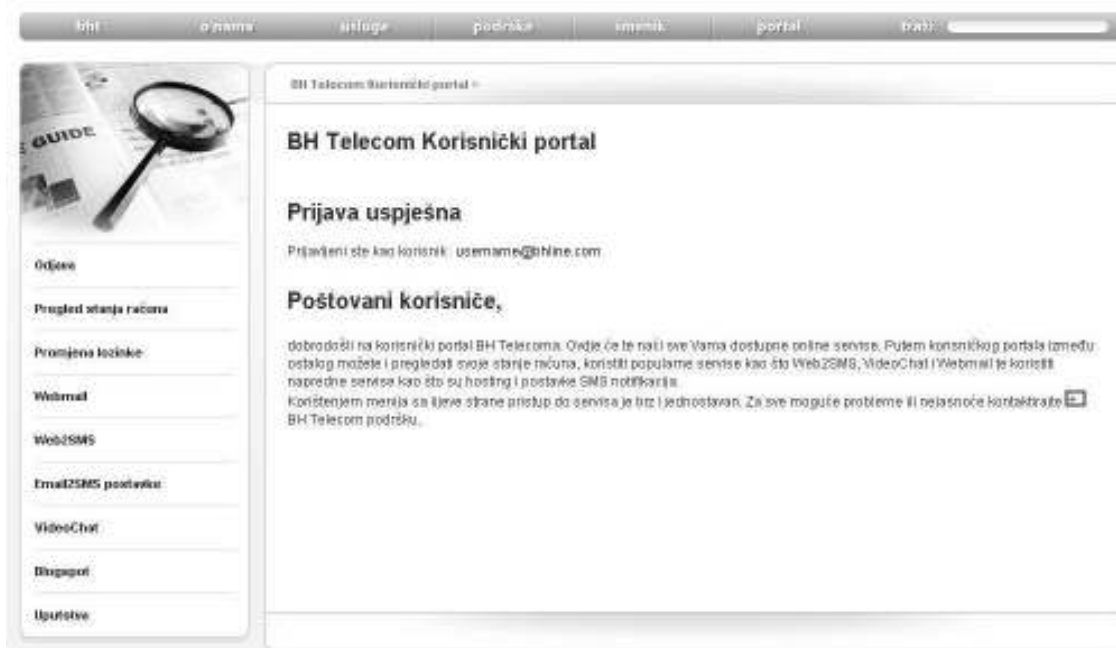 bht o nama usluge podrška imenik portal traži:
GUIDE
BH Telecom Korisnički portal »
BH Telecom Korisnički portal
Prijava uspješna
Prijavljeni ste kao korisnik: username@bhline.com
Poštovani korisniče,
dobrodošli na korisnički portal BH Telecoma. Ovdje će te naći sve Vama dostupne online servise. Putem korisničkog portala između
ostalog možete i pregledati svoje stanje računa, koristiti popularne servise kao što Web2SMS, VideoChat i Webmail te koristiti
napredne servise kao što su hosting i postavke SMS notifikacija.
Korištenjem menija sa lijeve strane pristup do servisa je brz i jednostavan. Za sve moguće probleme ili nejasnoće kontaktirajte
BH Telecom podršku.
Odjava
Pregled stanja računa
Promjena lozinke
Webmail
Web2SMS
Email2SMS postavke
VideoChat
Blogspot
Uputstva